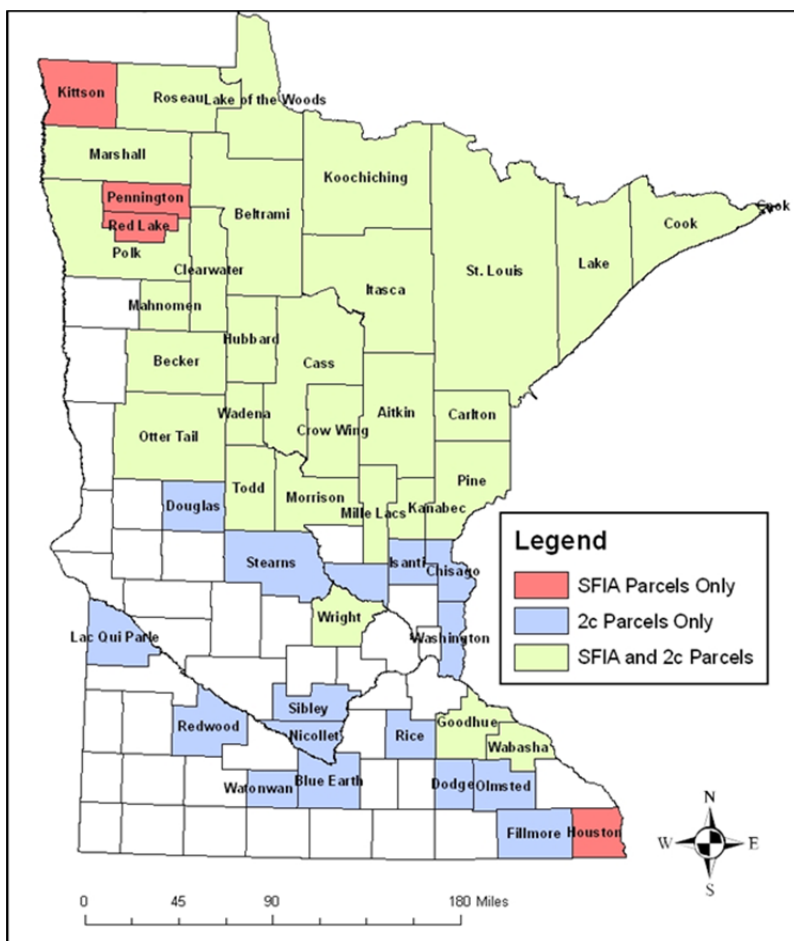 Kittson
Roseau
Lake of the Woods
Marshall
Koochiching
Pennington
Beltrami
Cook
Red Lake
Cook
Polk
Clearwater
St. Louis
Lake
Itasca
Mahnomen
Hubbard
Becker
Cass
Wadena
Aitkin
Carlton
Crow Wing
Otter Tail
Pine
Todd
Morrison
Douglas
Mille Lacs
Kanabec
Stearns
Isanti
Chisago
Legend
SFIA Parcels Only
2c Parcels Only
SFIA and 2c Parcels
Wright
Lac Qui Parle
Washington
Sibley
Redwood
Nicollet
Rice
Goodhue
Wabasha
Watonwan
Blue Earth
Dodge
Olmsted
Fillmore
Houston
N
W
E
S
0 45 90 180 Miles